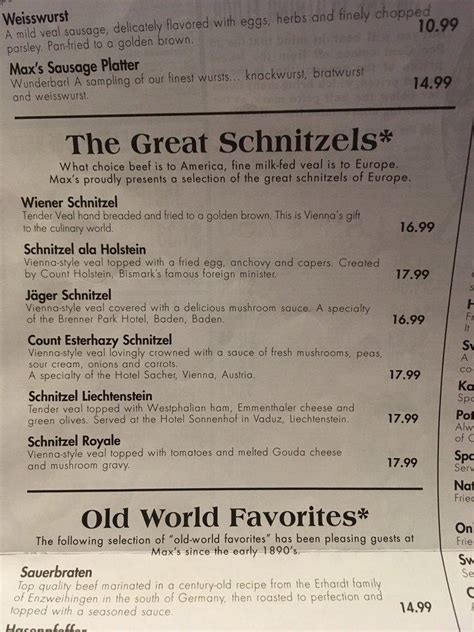 Weisswurst
A mild veal sausage, delicately flavored with eggs, herbs and finely chopped
parsley. Pan-fried to a golden brown. 10.99
Max's Sausage Platter
Wunderbar! A sampling of our finest wursts... knackwurst, bratwurst
and weisswurst. 14.99
The Great Schnitzels*
What choice beef is to America, fine milk-fed veal is to Europe.
Max's proudly presents a selection of the great schnitzels of Europe.
Wiener Schnitzel
Tender Veal hand breaded and fried to a golden brown. This is Vienna's gift
to the culinary world. 16.99
Schnitzel ala Holstein
Vienna-style veal topped with a fried egg, anchovy and capers. Created
by Count Holstein, Bismark's famous foreign minister. 17.99
Jäger Schnitzel
Vienna-style veal covered with a delicious mushroom sauce. A specialty
of the Brenner Park Hotel, Baden, Baden. 16.99
Count Esterhazy Schnitzel
Vienna-style veal lovingly crowned with a sauce of fresh mushrooms, peas,
sour cream, onions and carrots.
A specialty of the Hotel Sacher, Vienna, Austria. 17.99
Schnitzel Liechtenstein
Tender veal topped with Westphalian ham, Emmenthaler cheese and
green olives. Served at the Hotel Sonnenhof in Vaduz, Liechtenstein. 17.99
Schnitzel Royale
Vienna-style veal topped with tomatoes and melted Gouda cheese
and mushroom gravy. 17.99
Old World Favorites*
The following selection of "old-world favorites" has been pleasing guests at
Max's since the early 1890's.
Sauerbraten
Top quality beef marinated in a century-old recipe from the Erhardt family
of Enzweihingen in the south of Germany, then roasted to perfection and
topped with a seasoned sauce. 14.99